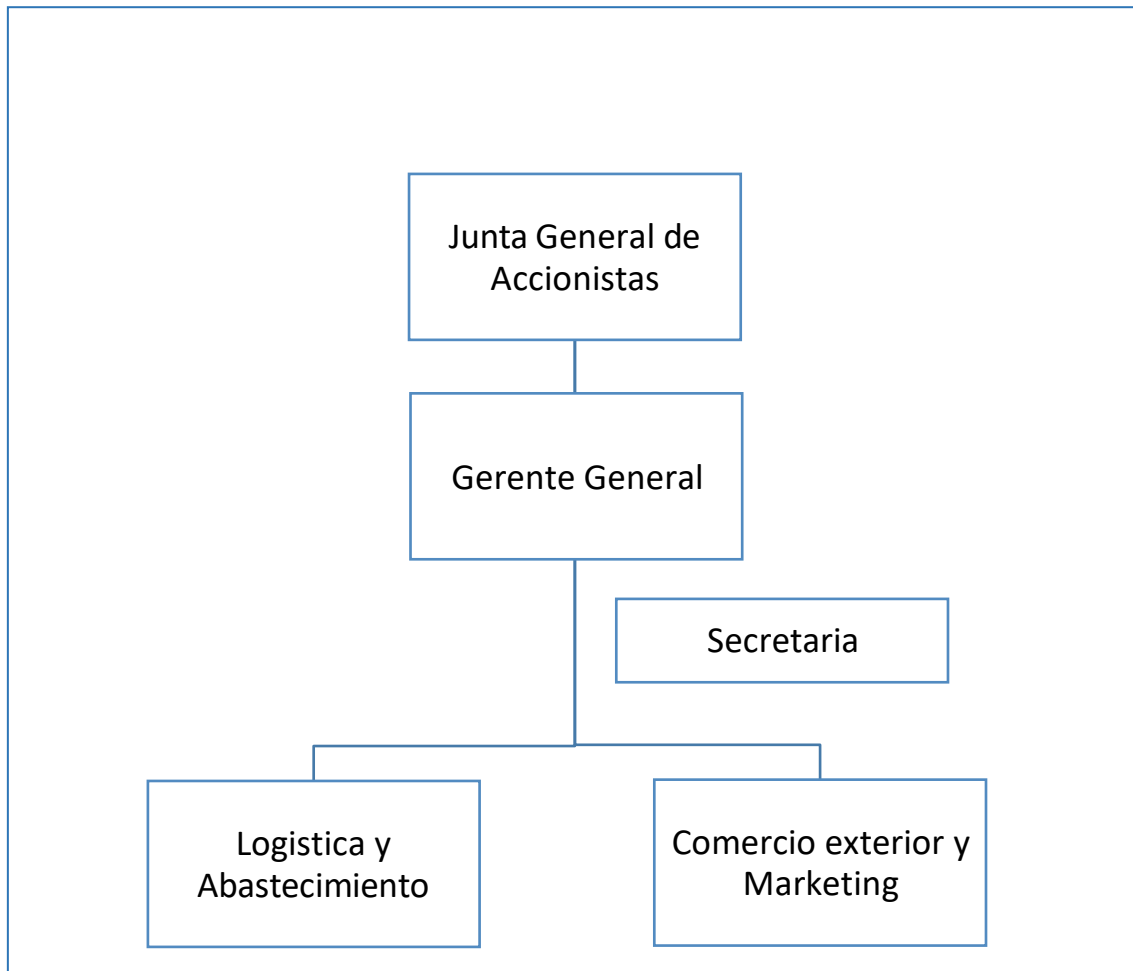 Junta General de
Accionistas
Gerente General
Secretaria
Logistica y
Abastecimiento
Comercio exterior y
Marketing